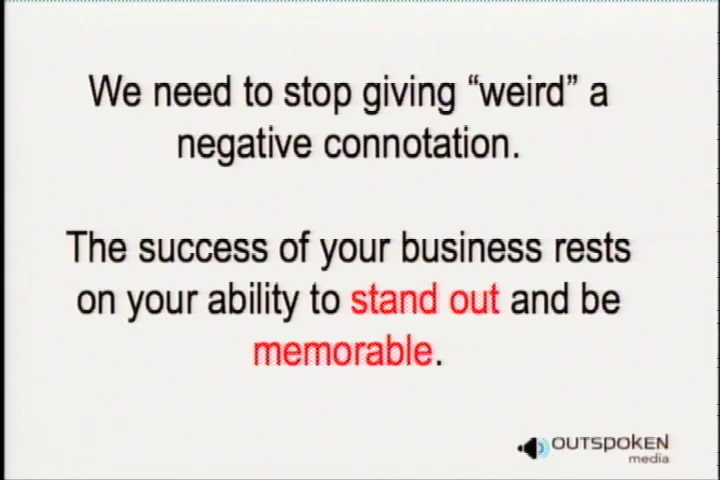 We need to stop giving “weird” a
negative connotation.
The success of your business rests
on your ability to stand out and be
memorable.
OUTSPOKEN
media